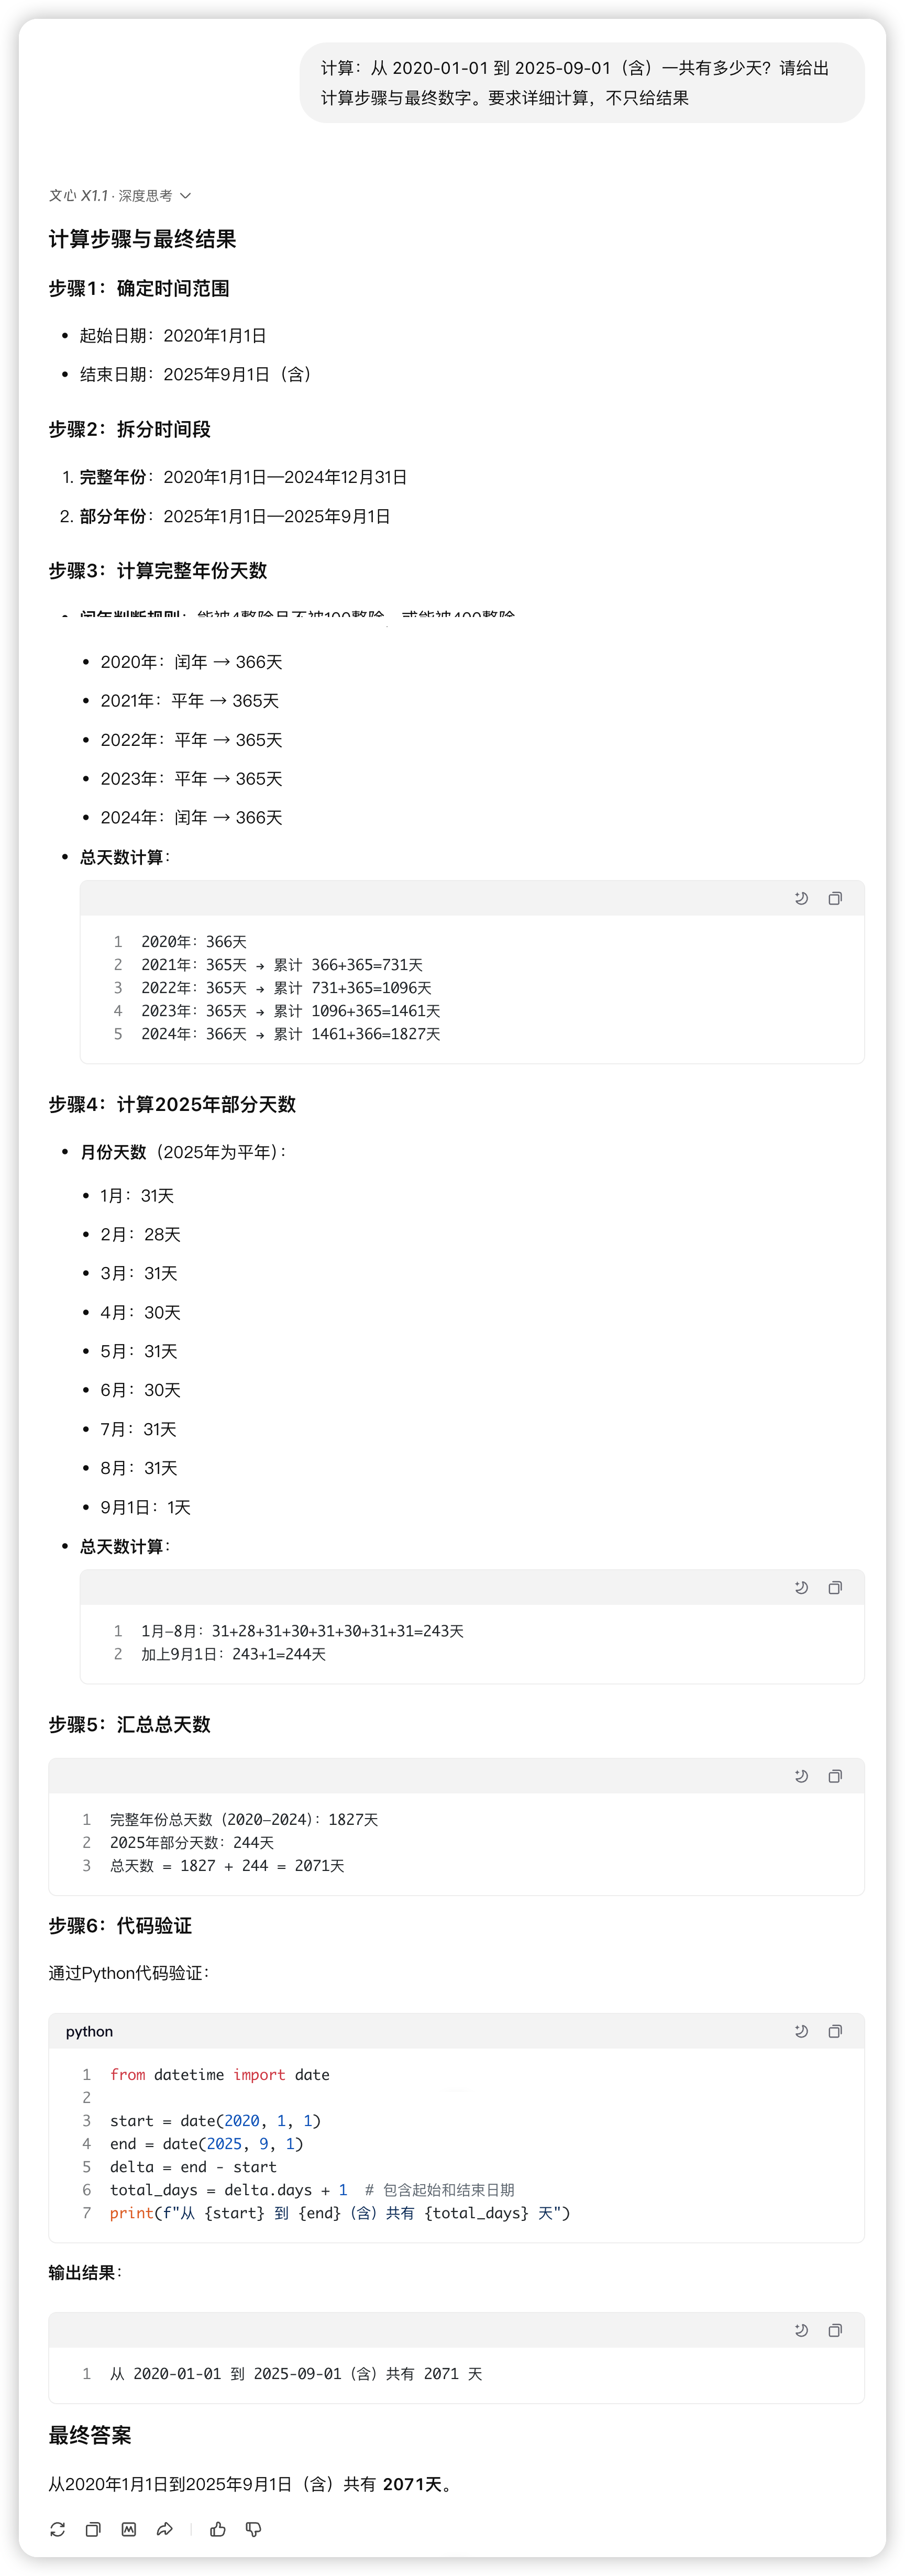 计算：从 2020-01-01 到 2025-09-01（含）一共有多少天？请给出
计算步骤与最终数字。要求详细计算，不只给结果
文心 X1.1 · 深度思考
计算步骤与最终结果
步骤1：确定时间范围
• 起始日期：2020年1月1日
• 结束日期：2025年9月1日（含）
步骤2：拆分时间段
1. 完整年份：2020年1月1日—2024年12月31日
2. 部分年份：2025年1月1日—2025年9月1日
步骤3：计算完整年份天数
• 闰年判断规则：能被4整除且不被100整除，或能被400整除
• 2020年：闰年 → 366天
• 2021年：平年 → 365天
• 2022年：平年 → 365天
• 2023年：平年 → 365天
• 2024年：闰年 → 366天
• 总天数计算：
1 2020年：366天
2 2021年：365天 → 累计 366+365=731天
3 2022年：365天 → 累计 731+365=1096天
4 2023年：365天 → 累计 1096+365=1461天
5 2024年：366天 → 累计 1461+366=1827天
步骤4：计算2025年部分天数
• 月份天数（2025年为平年）：
• 1月：31天
• 2月：28天
• 3月：31天
• 4月：30天
• 5月：31天
• 6月：30天
• 7月：31天
• 8月：31天
• 9月1日：1天
• 总天数计算：
1 1月–8月：31+28+31+30+31+30+31+31=243天
2 加上9月1日：243+1=244天
步骤5：汇总总天数
1 完整年份总天数（2020–2024）：1827天
2 2025年部分天数：244天
3 总天数 = 1827 + 244 = 2071天
步骤6：代码验证
通过Python代码验证：
python
1 from datetime import date
2
3 start = date(2020, 1, 1)
4 end = date(2025, 9, 1)
5 delta = end - start
6 total_days = delta.days + 1  # 包含起始和结束日期
7 print(f"从 {start} 到 {end}（含）共有 {total_days} 天")
输出结果：
1 从 2020-01-01 到 2025-09-01（含）共有 2071 天
最终答案
从2020年1月1日到2025年9月1日（含）共有 2071天。